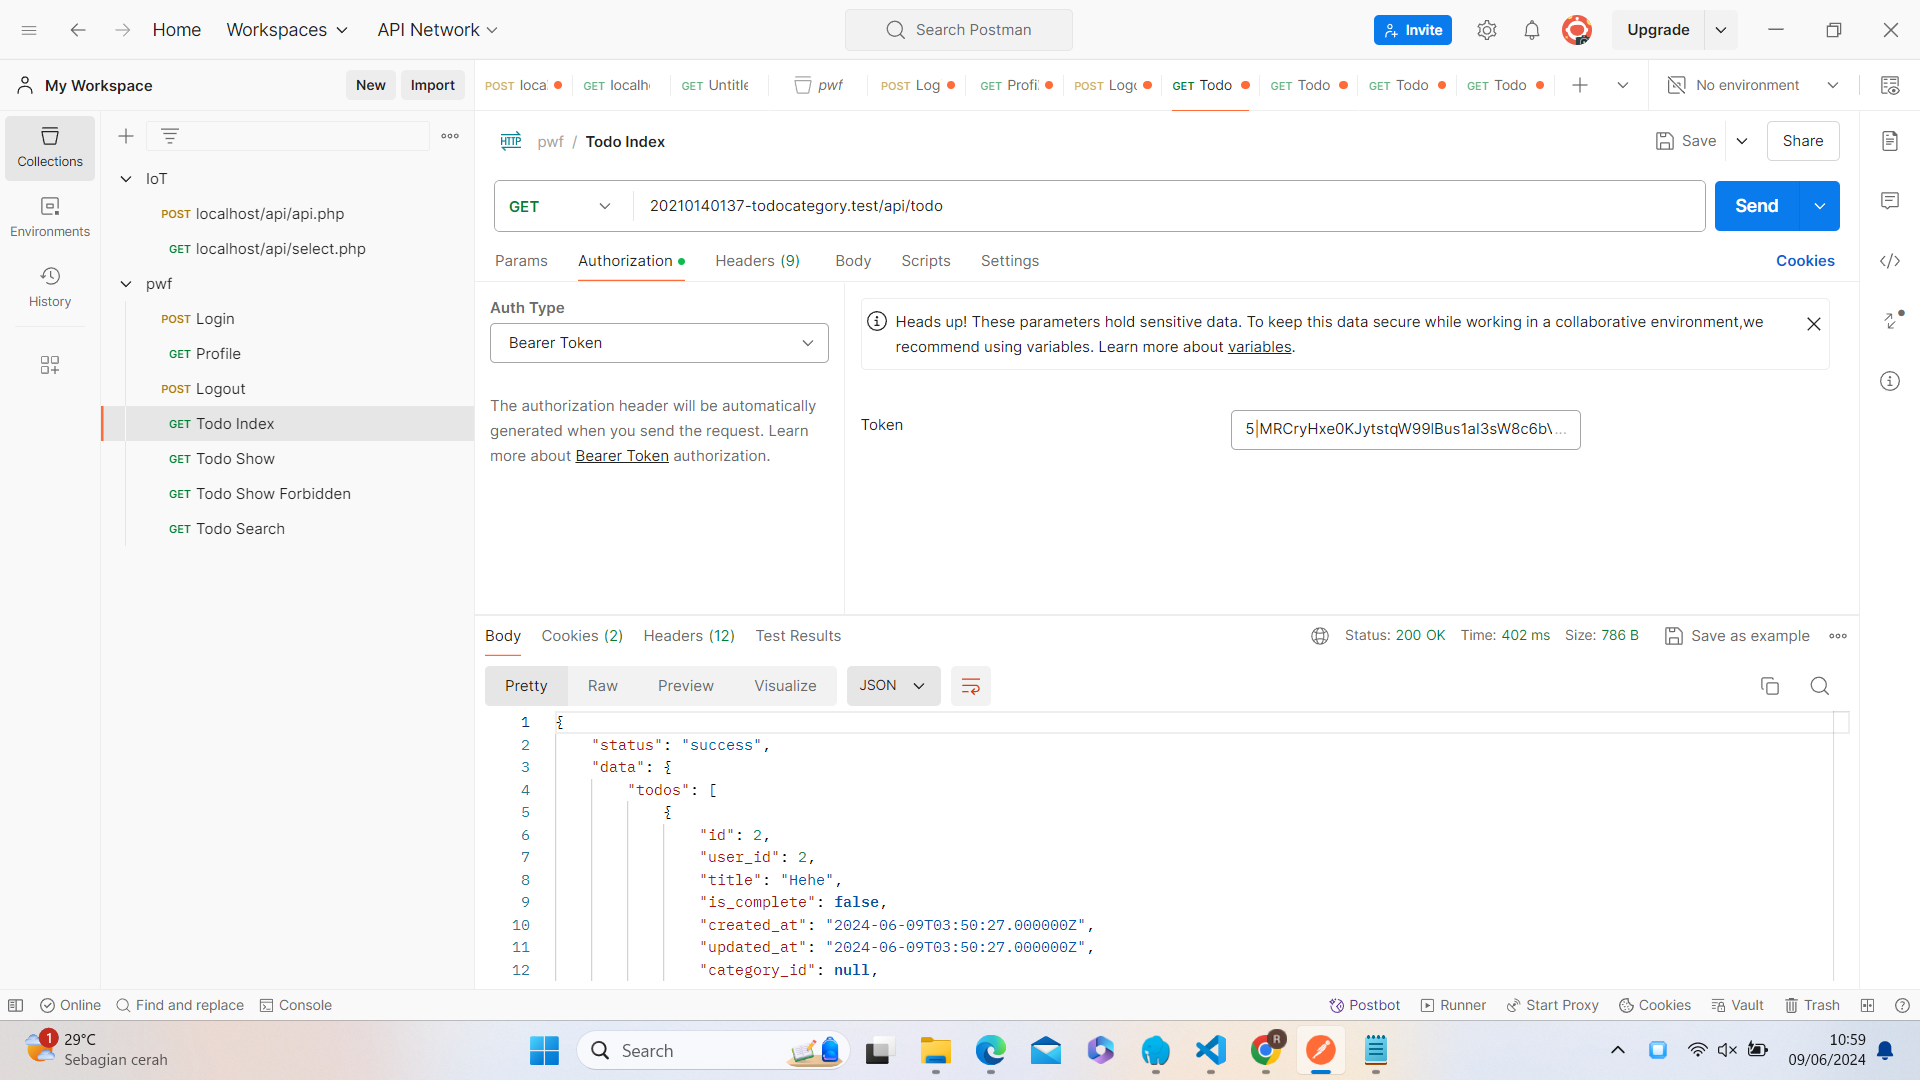 Home Workspaces API Network Search Postman Invite Upgrade
My Workspace New Import
POST loca GET localh GET Untitle pwf POST Log GET Profi POST Logo GET Todo GET Todo GET Todo GET Todo No environment
Collections
Environments
History
IoT
POST localhost/api/api.php
GET localhost/api/select.php
pwf
POST Login
GET Profile
POST Logout
GET Todo Index
GET Todo Show
GET Todo Show Forbidden
GET Todo Search
HTTP pwf / Todo Index Save Share
GET 20210140137-todocategory.test/api/todo Send
Params Authorization Headers (9) Body Scripts Settings Cookies
Auth Type
Bearer Token
The authorization header will be automatically
generated when you send the request. Learn
more about Bearer Token authorization.
Heads up! These parameters hold sensitive data. To keep this data secure while working in a collaborative environment,we
recommend using variables. Learn more about variables.
Token
Body Cookies (2) Headers (12) Test Results Status: 200 OK Time: 402 ms Size: 786 B Save as example
Pretty Raw Preview Visualize JSON
1 {
2 "status": "success",
3 "data": {
4 "todos": [
5 {
6 "id": 2,
7 "user_id": 2,
8 "title": "Hehe",
9 "is_complete": false,
10 "created_at": "2024-06-09T03:50:27.000000Z",
11 "updated_at": "2024-06-09T03:50:27.000000Z",
12 "category_id": null,
Online Find and replace Console Postbot Runner Start Proxy Cookies Vault Trash
1 29°C
Sebagian cerah
Search
R
10:59
09/06/2024